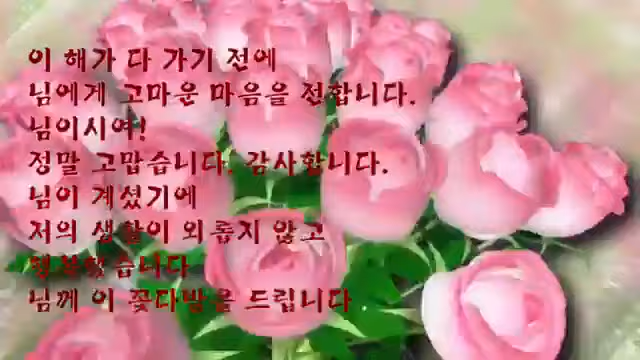 이 해가 다 가기 전에
님에게 고마운 마음을 전합니다.
님이시여!
정말 고맙습니다. 감사합니다.
님이 계셨기에
저의 생활이 외롭지 않고
행복했습니다
님께 이 꽃다발을 드립니다.